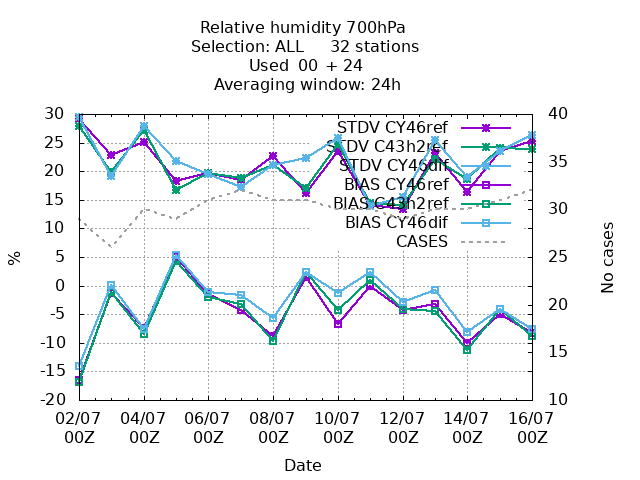 Relative humidity 700hPa
Selection: ALL 32 stations
Used 00 + 24
Averaging window: 24h
30
25
20
15
10
5
0
-5
-10
-15
-20
%
40
35
30
25
20
15
10
No cases
STDV CY46ref
STDV C43h2ref
STDV CY46dif
BIAS CY46ref
BIAS C43h2ref
BIAS CY46dif
CASES
02/07 04/07 06/07 08/07 10/07 12/07 14/07 16/07
00Z 00Z 00Z 00Z 00Z 00Z 00Z 00Z
Date